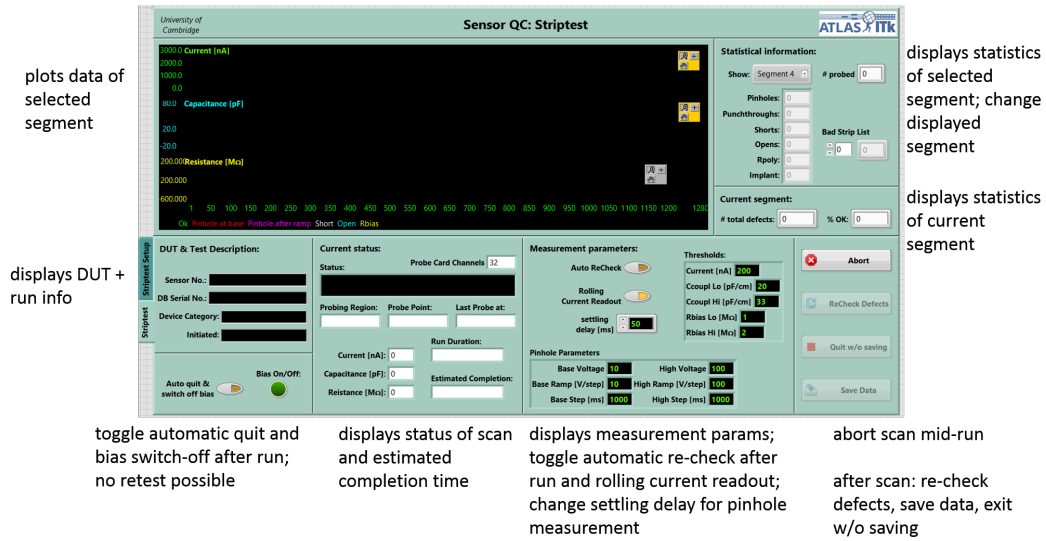 University of
Cambridge
Sensor QC: Striptest
ATLAS ITk
plots data of
selected
segment
3000.0 Current [nA]
2000.0
1000.0
0.0
80.0 Capacitance [pF]
20.0
-20.0
200.000 Resistance [MΩ]
-200.000
-600.000
1 50 100 150 200 250 300 350 400 450 500 550 600 650 700 750 800 850 900 950 1000 1050 1100 1150 1200 1280
Ok Pinhole at base Pinhole after ramp Short Open Rbias
Statistical information:
Show: Segment 4 # probed 0
Pinholes: 0
Punchthroughs: 0
Shorts: 0
Opens: 0
Rpoly: 0
Implant: 0
Bad Strip List
0 0
Current segment:
# total defects: 0 % OK: 0
displays statistics
of selected
segment; change
displayed
segment
displays statistics
of current
segment
displays DUT +
run info
Striptest Setup
Striptest
DUT & Test Description:
Sensor No.:
DB Serial No.:
Device Category:
Initiated:
Auto quit &
switch off bias
Bias On/Off:
Current status:
Probe Card Channels 32
Status:
Probing Region: Probe Point: Last Probe at:
Run Duration:
Current [nA]: 0
Capacitance [pF]: 0
Estimated Completion:
Reistance [MΩ]: 0
Measurement parameters:
Auto ReCheck
Rolling
Current Readout
settling
delay [ms] 50
Thresholds:
Current [nA] 200
Ccoupl Lo [pF/cm] 20
Ccoupl Hi [pF/cm] 33
Rbias Lo [MΩ] 1
Rbias Hi [MΩ] 2
Pinhole Parameters
Base Voltage 10 High Voltage 100
Base Ramp [V/step] 10 High Ramp [V/step] 100
Base Step [ms] 1000 High Step [ms] 1000
Abort
ReCheck Defects
Quit w/o saving
Save Data
toggle automatic quit and
bias switch-off after run;
no retest possible
displays status of scan
and estimated
completion time
displays measurement params;
toggle automatic re-check after
run and rolling current readout;
change settling delay for pinhole
measurement
abort scan mid-run
after scan: re-check
defects, save data, exit
w/o saving